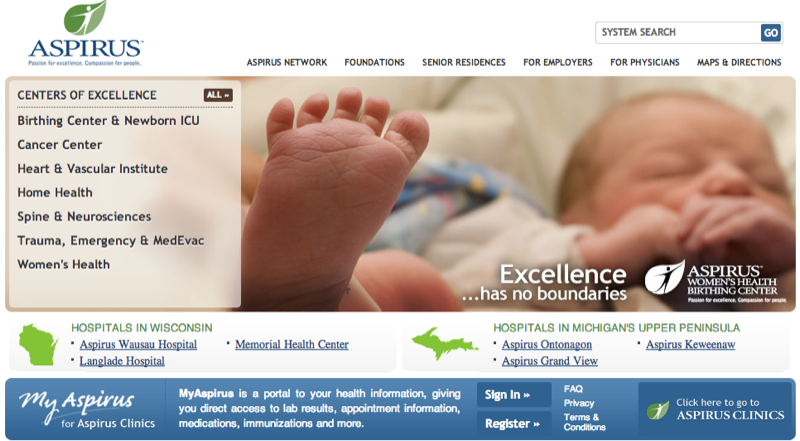 ASPIRUS™
Passion for excellence. Compassion for people.
SYSTEM SEARCH
GO
ASPIRUS NETWORK FOUNDATIONS SENIOR RESIDENCES FOR EMPLOYERS FOR PHYSICIANS MAPS & DIRECTIONS
CENTERS OF EXCELLENCE
ALL »
Birthing Center & Newborn ICU
Cancer Center
Heart & Vascular Institute
Home Health
Spine & Neurosciences
Trauma, Emergency & MedEvac
Women's Health
Excellence
...has no boundaries
ASPIRUS™
WOMEN'S HEALTH
BIRTHING CENTER
Passion for excellence. Compassion for people.
HOSPITALS IN WISCONSIN
Aspirus Wausau Hospital
Memorial Health Center
Langlade Hospital
HOSPITALS IN MICHIGAN'S UPPER PENINSULA
Aspirus Ontonagon
Aspirus Keweenaw
Aspirus Grand View
My Aspirus
for Aspirus Clinics
MyAspirus is a portal to your health information, giving
you direct access to lab results, appointment information,
medications, immunizations and more.
Sign In »
Register »
FAQ
Privacy
Terms &
Conditions
Click here to go to
ASPIRUS CLINICS